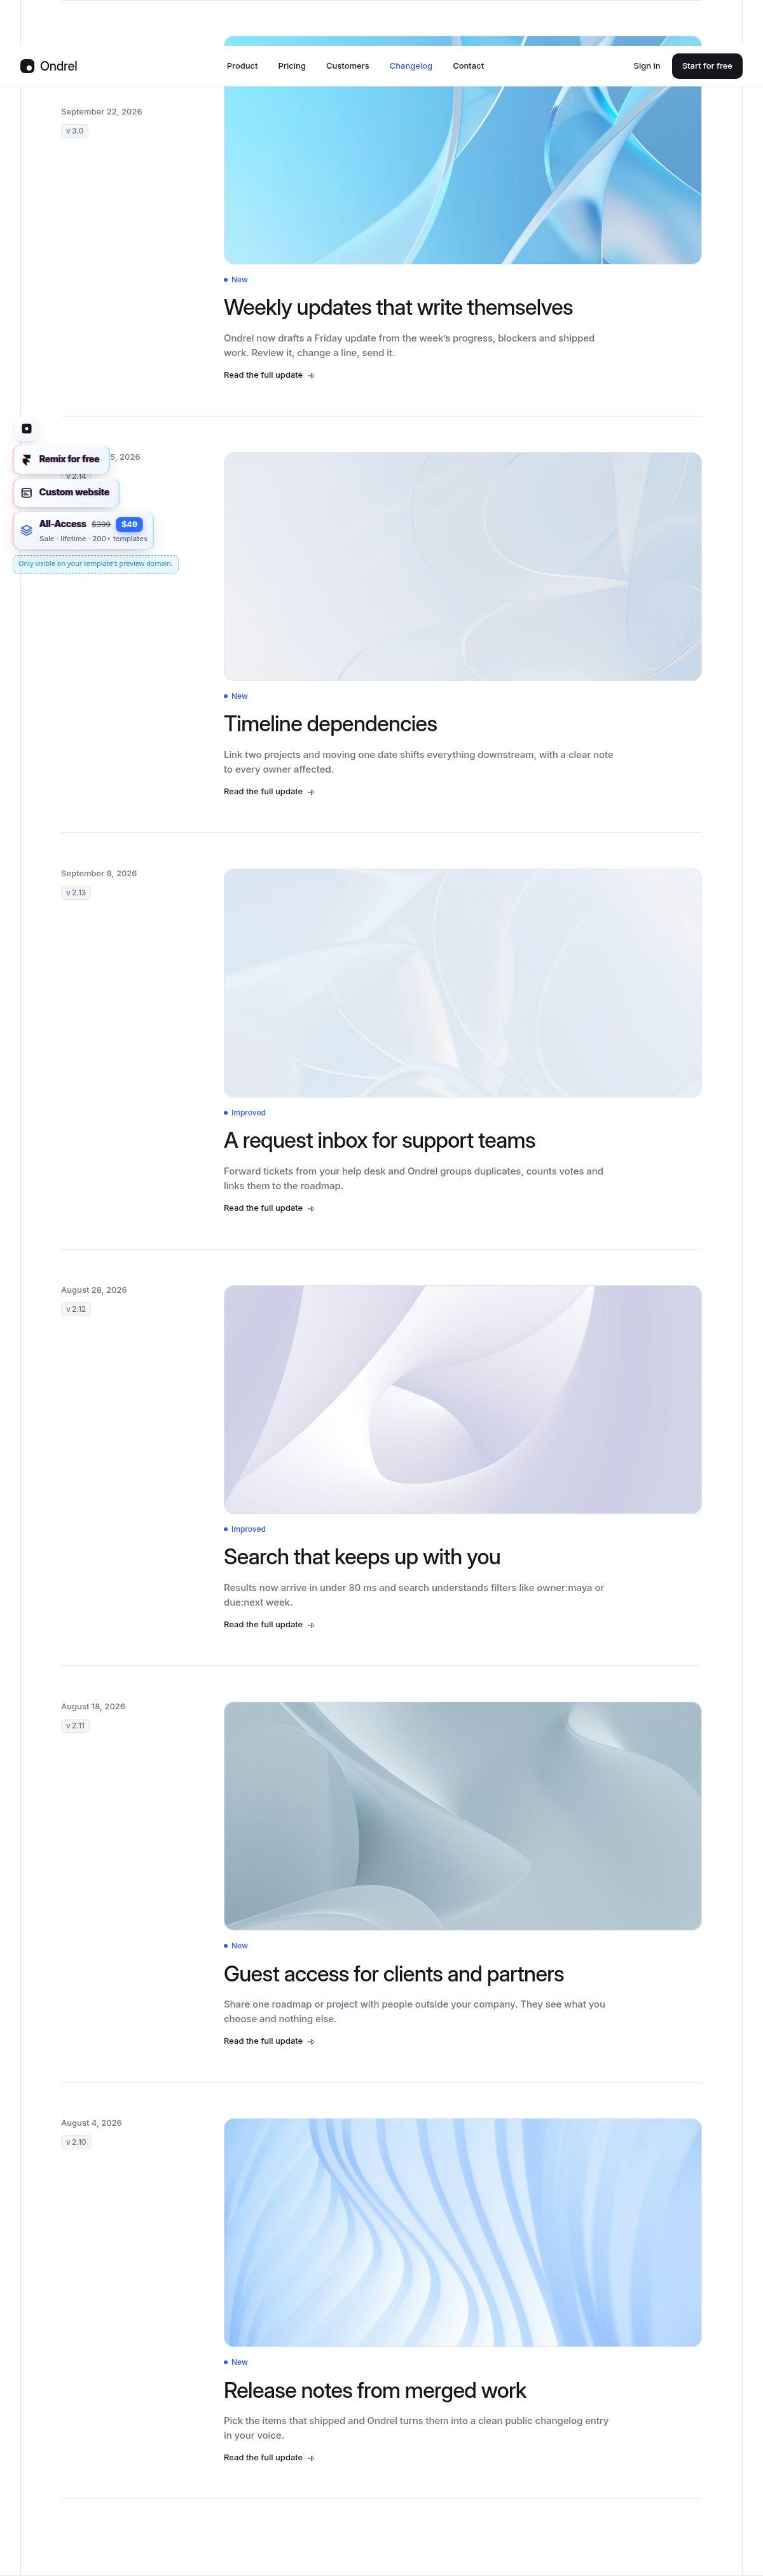 Ondrel
Product
Pricing
Customers
Changelog
Contact
Sign in
Start for free
September 22, 2026
v 3.0
New
Weekly updates that write themselves
Ondrel now drafts a Friday update from the week's progress, blockers and shipped
work. Review it, change a line, send it.
Read the full update
5, 2026
v 2.14
Remix for free
Custom website
All-Access $399 $49
Sale · lifetime · 200+ templates
Only visible on your template's preview domain.
New
Timeline dependencies
Link two projects and moving one date shifts everything downstream, with a clear note
to every owner affected.
Read the full update
September 8, 2026
v 2.13
Improved
A request inbox for support teams
Forward tickets from your help desk and Ondrel groups duplicates, counts votes and
links them to the roadmap.
Read the full update
August 28, 2026
v 2.12
Improved
Search that keeps up with you
Results now arrive in under 80 ms and search understands filters like owner:maya or
due:next week.
Read the full update
August 18, 2026
v 2.11
New
Guest access for clients and partners
Share one roadmap or project with people outside your company. They see what you
choose and nothing else.
Read the full update
August 4, 2026
v 2.10
New
Release notes from merged work
Pick the items that shipped and Ondrel turns them into a clean public changelog entry
in your voice.
Read the full update